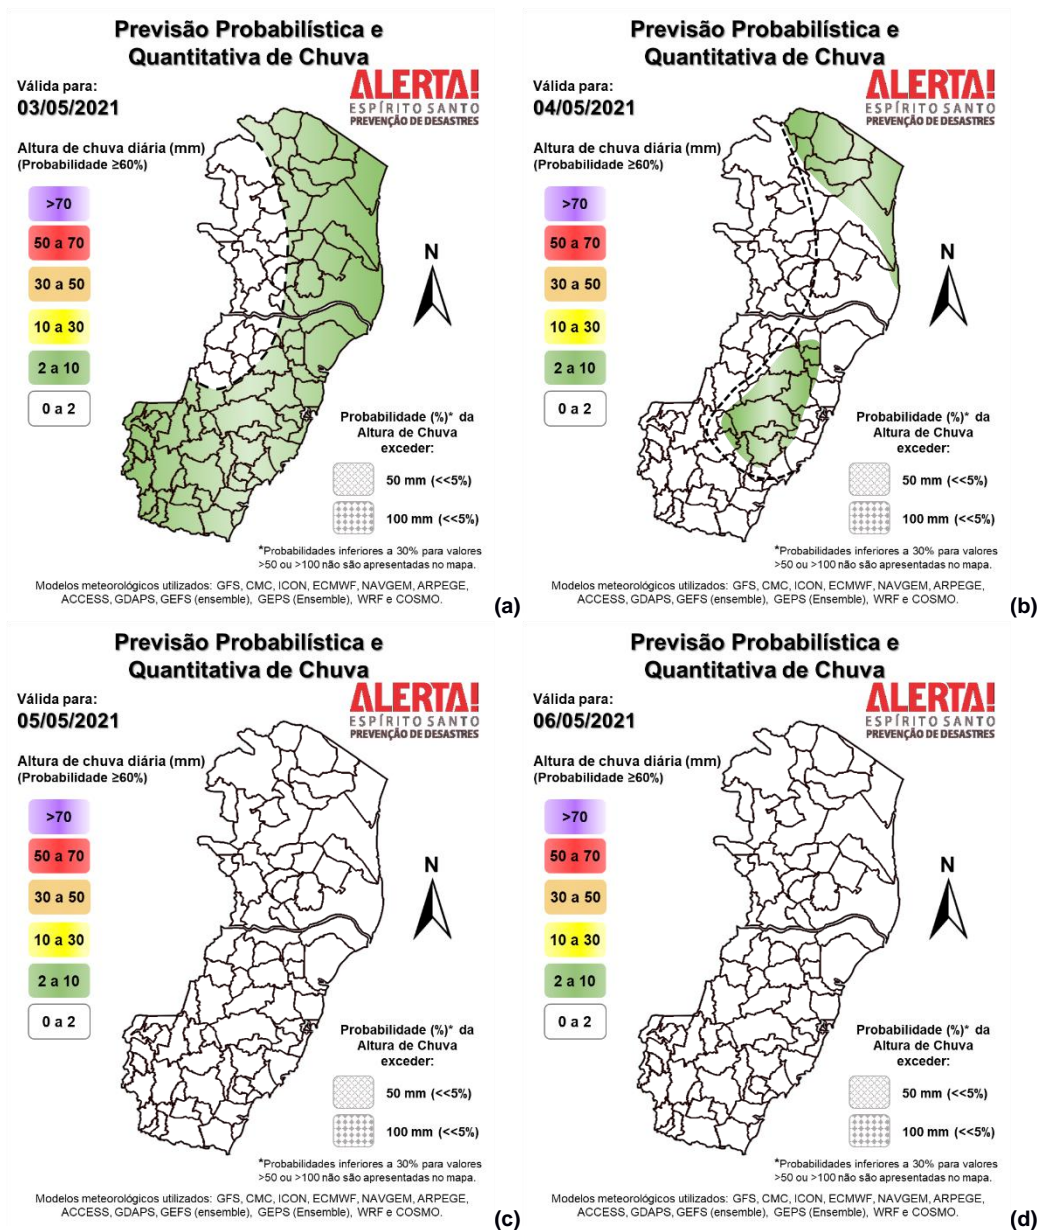 Previsão Probabilística e
Quantitativa de Chuva
Válida para:
03/05/2021
ALERTA!
ESPÍRITO SANTO
PREVENÇÃO DE DESASTRES
Altura de chuva diária (mm)
(Probabilidade ≥60%)
>70
50 a 70
30 a 50
10 a 30
2 a 10
0 a 2
N
Probabilidade (%)* da
Altura de Chuva
exceder:
50 mm (<<5%)
100 mm (<<5%)
*Probabilidades inferiores a 30% para valores
>50 ou >100 não são apresentadas no mapa.
Modelos meteorológicos utilizados: GFS, CMC, ICON, ECMWF, NAVGEM, ARPEGE,
ACCESS, GDAPS, GEFS (ensemble), GEPS (Ensemble), WRF e COSMO.
(a)
Previsão Probabilística e
Quantitativa de Chuva
Válida para:
04/05/2021
ALERTA!
ESPÍRITO SANTO
PREVENÇÃO DE DESASTRES
Altura de chuva diária (mm)
(Probabilidade ≥60%)
>70
50 a 70
30 a 50
10 a 30
2 a 10
0 a 2
N
Probabilidade (%)* da
Altura de Chuva
exceder:
50 mm (<<5%)
100 mm (<<5%)
*Probabilidades inferiores a 30% para valores
>50 ou >100 não são apresentadas no mapa.
Modelos meteorológicos utilizados: GFS, CMC, ICON, ECMWF, NAVGEM, ARPEGE,
ACCESS, GDAPS, GEFS (ensemble), GEPS (Ensemble), WRF e COSMO.
(b)
Previsão Probabilística e
Quantitativa de Chuva
Válida para:
05/05/2021
ALERTA!
ESPÍRITO SANTO
PREVENÇÃO DE DESASTRES
Altura de chuva diária (mm)
(Probabilidade ≥60%)
>70
50 a 70
30 a 50
10 a 30
2 a 10
0 a 2
N
Probabilidade (%)* da
Altura de Chuva
exceder:
50 mm (<<5%)
100 mm (<<5%)
*Probabilidades inferiores a 30% para valores
>50 ou >100 não são apresentadas no mapa.
Modelos meteorológicos utilizados: GFS, CMC, ICON, ECMWF, NAVGEM, ARPEGE,
ACCESS, GDAPS, GEFS (ensemble), GEPS (Ensemble), WRF e COSMO.
(c)
Previsão Probabilística e
Quantitativa de Chuva
Válida para:
06/05/2021
ALERTA!
ESPÍRITO SANTO
PREVENÇÃO DE DESASTRES
Altura de chuva diária (mm)
(Probabilidade ≥60%)
>70
50 a 70
30 a 50
10 a 30
2 a 10
0 a 2
N
Probabilidade (%)* da
Altura de Chuva
exceder:
50 mm (<<5%)
100 mm (<<5%)
*Probabilidades inferiores a 30% para valores
>50 ou >100 não são apresentadas no mapa.
Modelos meteorológicos utilizados: GFS, CMC, ICON, ECMWF, NAVGEM, ARPEGE,
ACCESS, GDAPS, GEFS (ensemble), GEPS (Ensemble), WRF e COSMO.
(d)